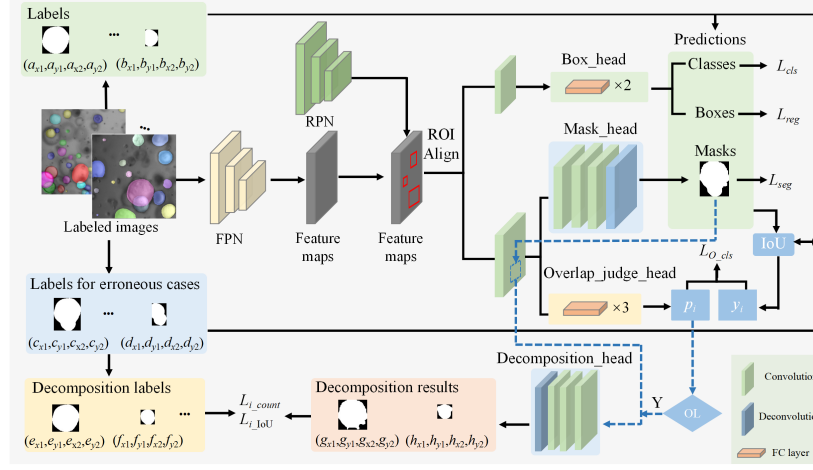 Labels
...
(a_x1,a_y1,a_x2,a_y2) (b_x1,b_y1,b_x2,b_y2)
...
Labeled images
FPN
RPN
Feature
maps
Feature
maps
ROI
Align
Box_head
×2
Mask_head
Overlap_judge_head
×3
Predictions
Classes
Boxes
Masks
L_cls
L_reg
L_seg
IoU
L_O_cls
p_i
y_i
Labels for erroneous cases
...
(c_x1,c_y1,c_x2,c_y2) (d_x1,d_y1,d_x2,d_y2)
Decomposition labels
...
(e_x1,e_y1,e_x2,e_y2) (f_x1,f_y1,f_x2,f_y2)
L_i_count
L_i_IoU
Decomposition results
(g_x1,g_y1,g_x2,g_y2) (h_x1,h_y1,h_x2,h_y2)
Decomposition_head
Y
OL
Convolution
Deconvolution
FC layer